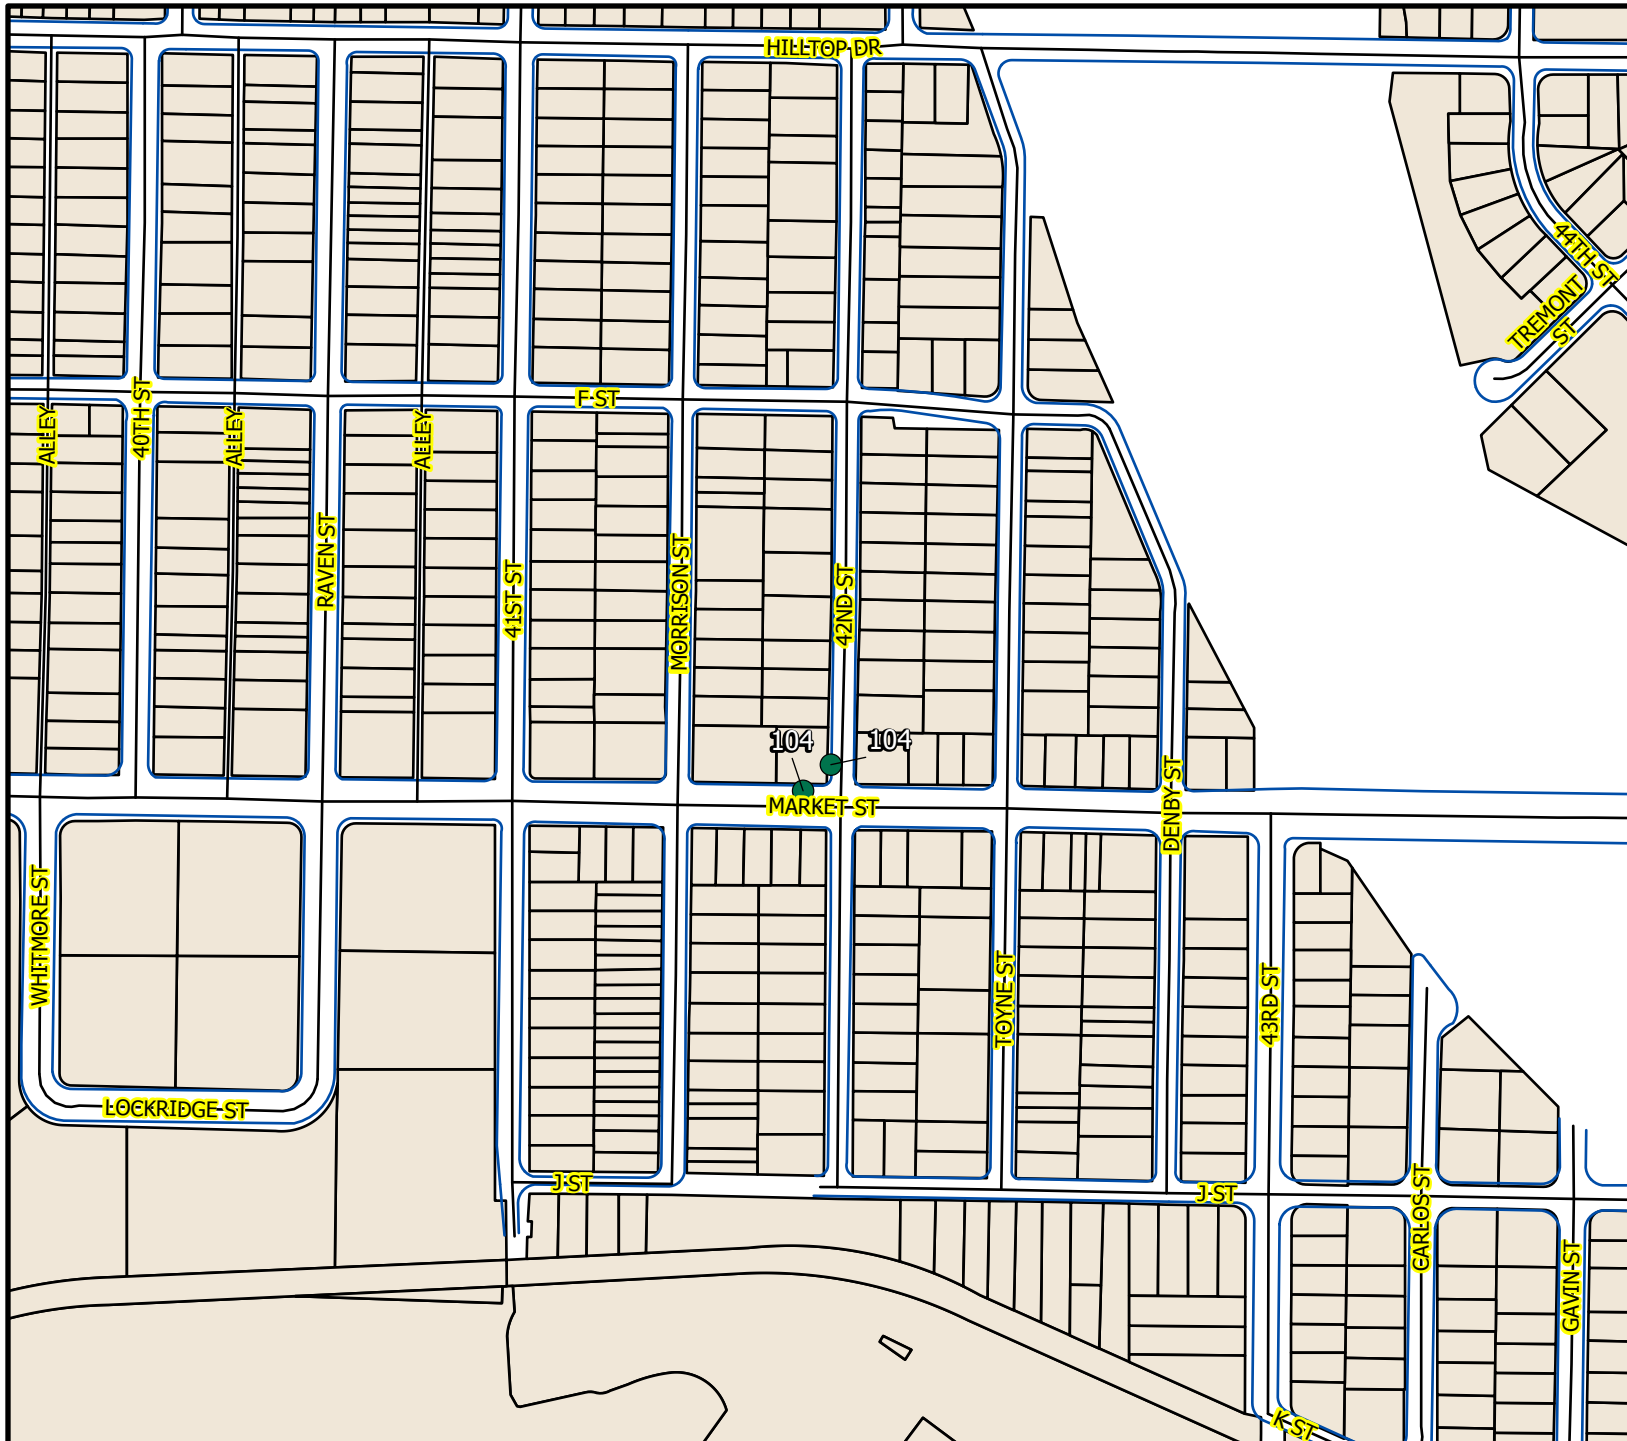 HILLTOP DR
44TH ST
TREMONT
ST
F ST
ALLEY
40TH ST
ALLEY
ALLEY
RAVEN ST
41ST ST
MORRISON ST
42ND ST
104
104
MARKET ST
DENBY ST
WHITMORE ST
TOYNE ST
43RD ST
LOCKRIDGE ST
J ST
J ST
CARLOS ST
GAVIN ST
K ST